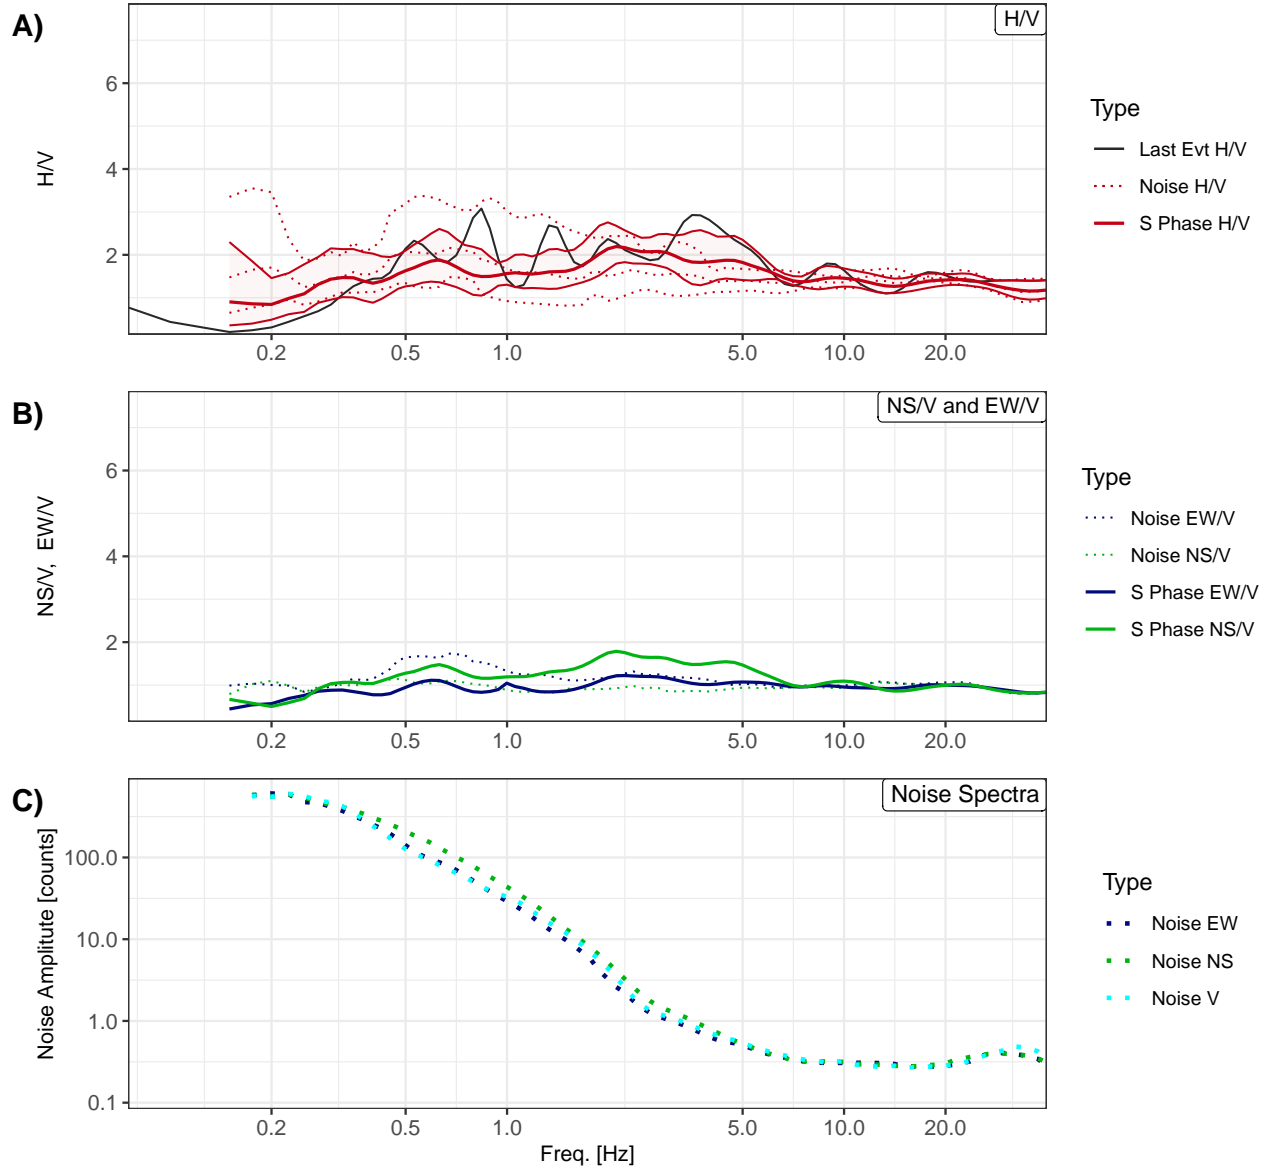 A)
H/V
6
4
2
H/V
0.2 0.5 1.0 5.0 10.0 20.0
Type
Last Evt H/V
Noise H/V
S Phase H/V
B)
NS/V and EW/V
6
4
2
NS/V,  EW/V
0.2 0.5 1.0 5.0 10.0 20.0
Type
Noise EW/V
Noise NS/V
S Phase EW/V
S Phase NS/V
C)
Noise Spectra
100.0
10.0
1.0
0.1
Noise Amplitute [counts]
0.2 0.5 1.0 5.0 10.0 20.0
Freq. [Hz]
Type
Noise EW
Noise NS
Noise V